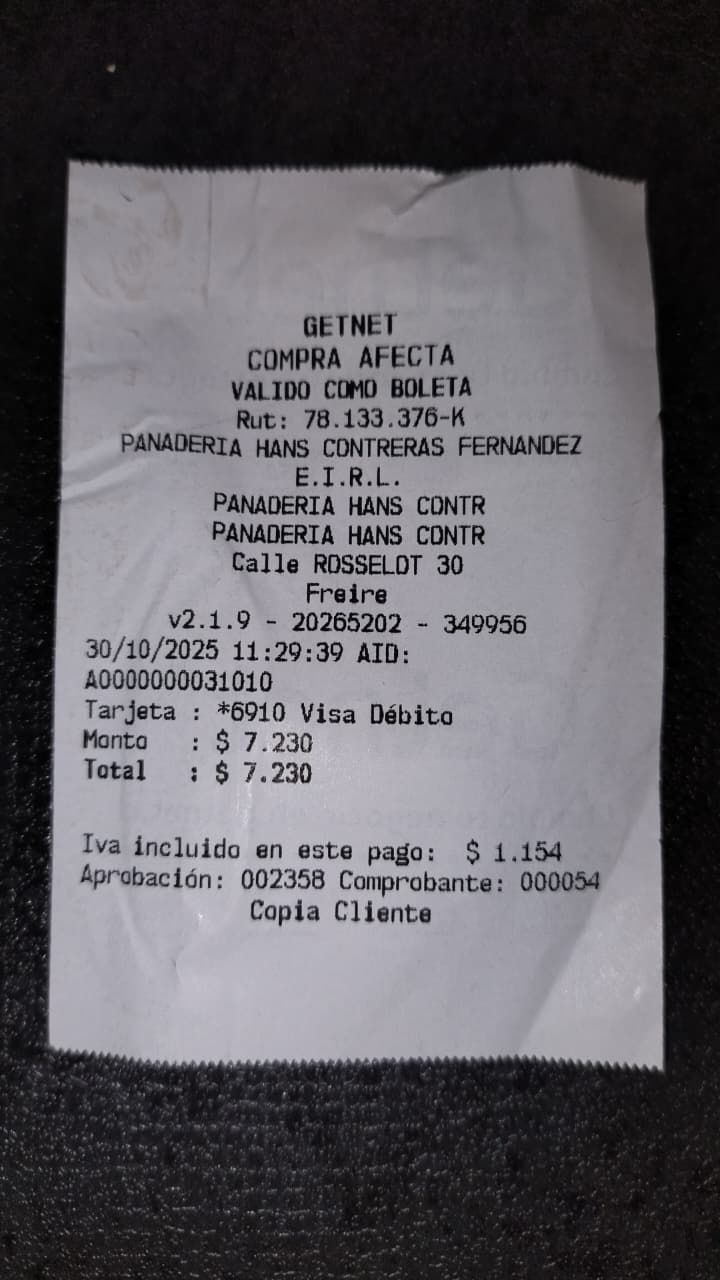 GETNET
COMPRA AFECTA
VALIDO COMO BOLETA
Rut: 78.133.376-K
PANADERIA HANS CONTRERAS FERNANDEZ
E.I.R.L.
PANADERIA HANS CONTR
PANADERIA HANS CONTR
Calle ROSSELOT 30
Freire
v2.1.9 - 20265202 - 349956
30/10/2025 11:29:39 AID:
A0000000031010
Tarjeta : *6910 Visa Débito
Monto : $ 7.230
Total : $ 7.230
Iva incluido en este pago: $ 1.154
Aprobación: 002358 Comprobante: 000054
Copia Cliente